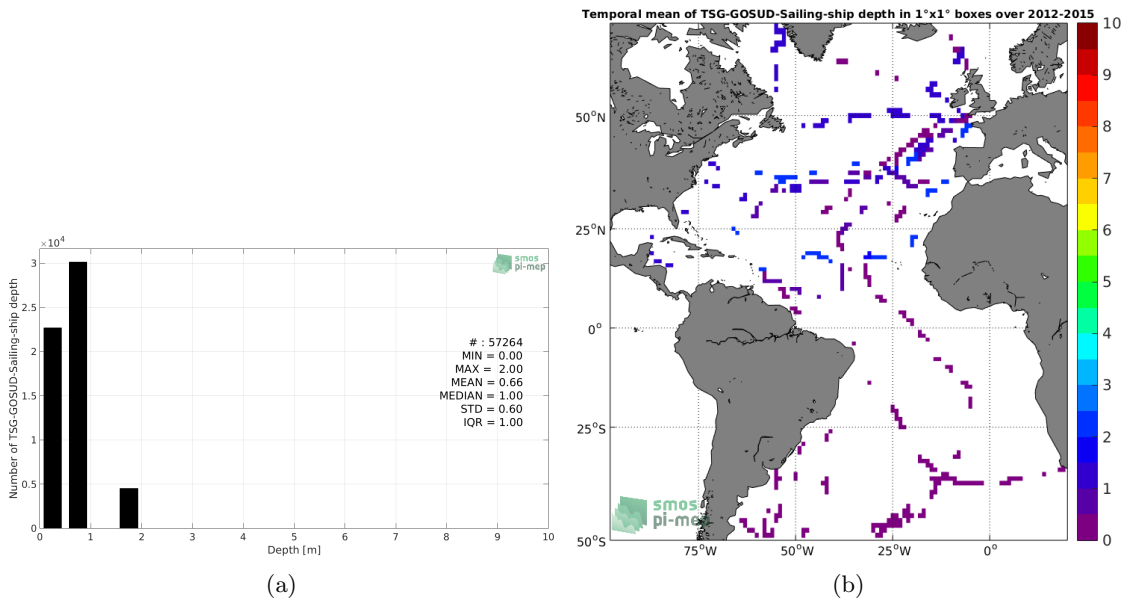 Temporal mean of TSG-GOSUD-Sailing-ship depth in 1°x1° boxes over 2012-2015
×10⁴
3
2.5
2
1.5
1
0.5
0
Number of TSG-GOSUD-Sailing-ship depth
smos
pi-mep
# : 57264
MIN = 0.00
MAX = 2.00
MEAN = 0.66
MEDIAN = 1.00
STD = 0.60
IQR = 1.00
0 1 2 3 4 5 6 7 8 9 10
Depth [m]
(a)
50°N
25°N
0°
25°S
50°S
smos
pi-mep
75°W 50°W 25°W 0°
10
9
8
7
6
5
4
3
2
1
0
(b)